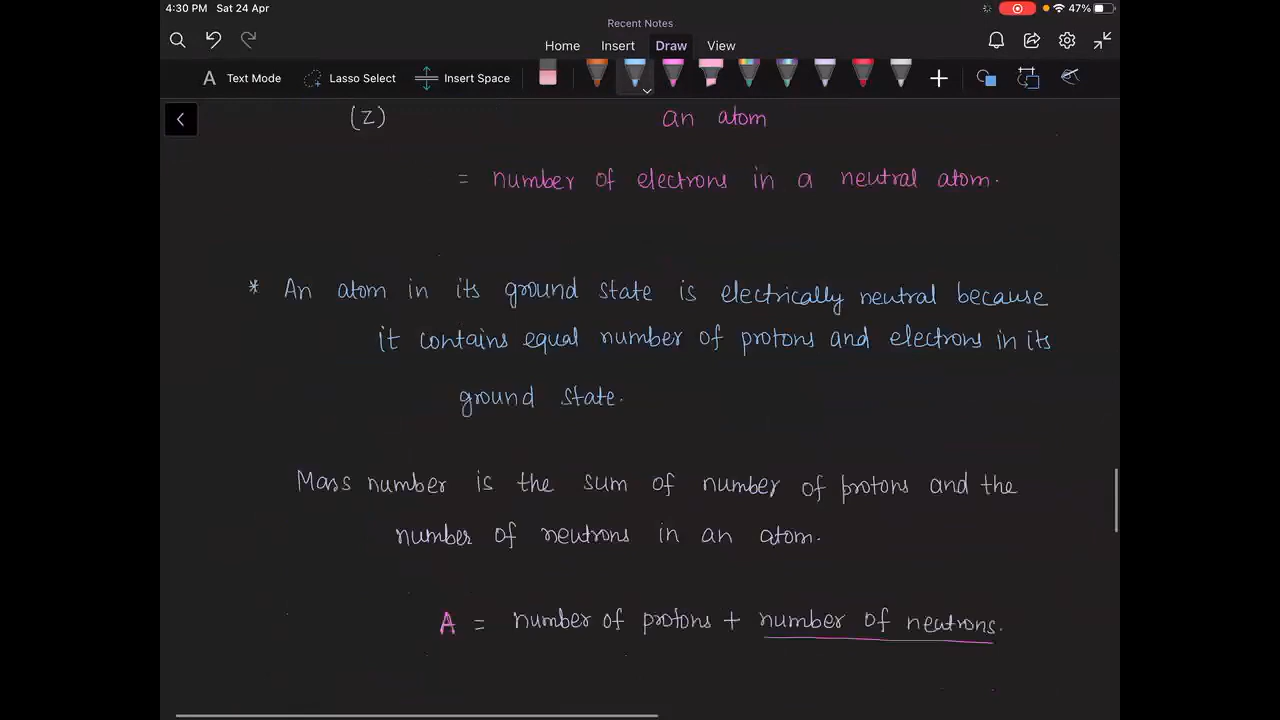 4:30 PM Sat 24 Apr
47%
Recent Notes
Home Insert Draw View
Text Mode Lasso Select Insert Space
(Z) an atom
= number of electrons in a neutral atom.
* An atom in its ground state is electrically neutral because
it contains equal number of protons and electrons in its
ground state.
Mass number is the sum of number of protons and the
number of neutrons in an atom.
A = number of protons + number of neutrons.